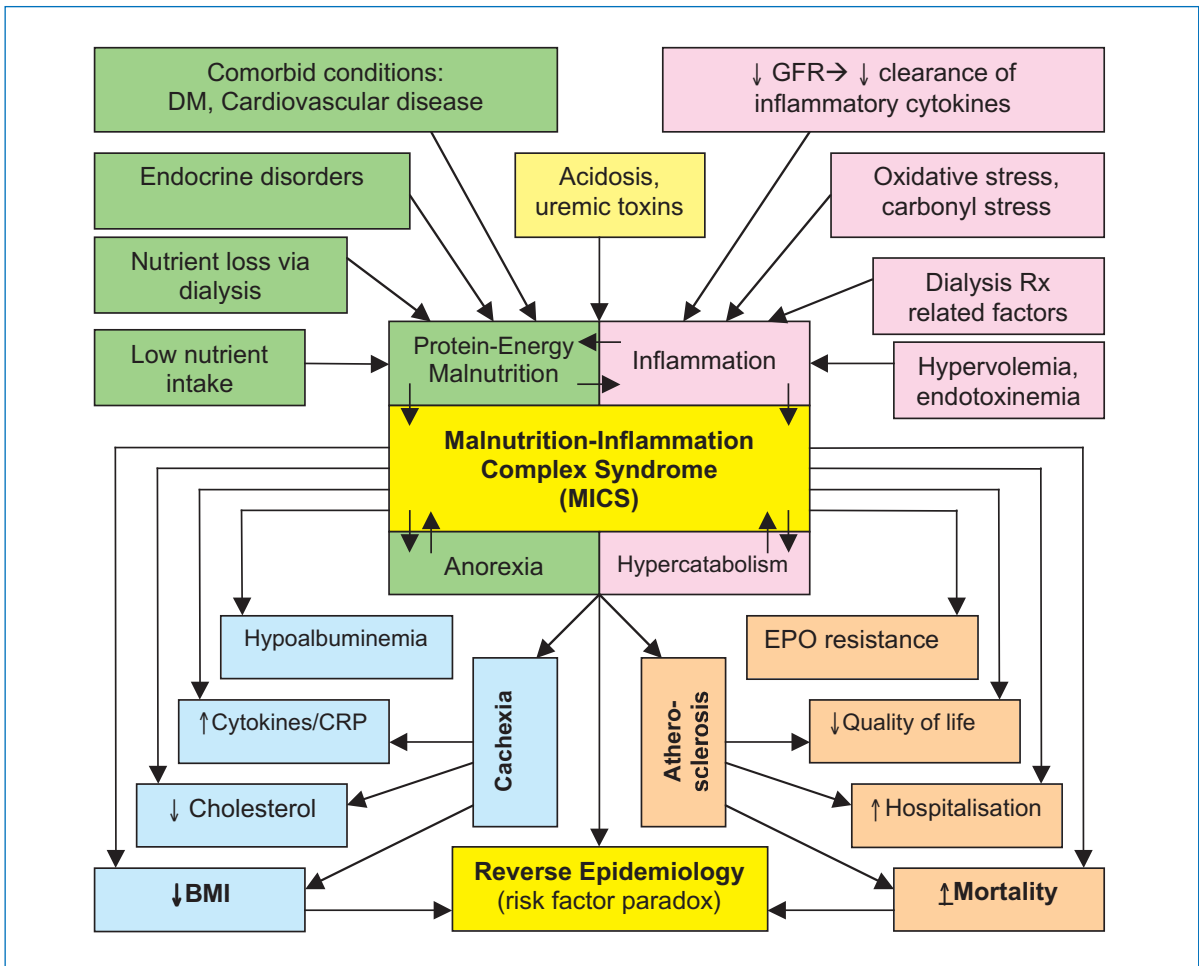 Comorbid conditions:
DM, Cardiovascular disease
↓ GFR→ ↓ clearance of
inflammatory cytokines
Endocrine disorders
Acidosis,
uremic toxins
Oxidative stress,
carbonyl stress
Nutrient loss via
dialysis
Dialysis Rx
related factors
Low nutrient
intake
Protein-Energy
Malnutrition
Inflammation
Hypervolemia,
endotoxinemia
Malnutrition-Inflammation
Complex Syndrome
(MICS)
Anorexia
Hypercatabolism
Hypoalbuminemia
EPO resistance
Cachexia
Athero-
sclerosis
↑Cytokines/CRP
↓Quality of life
↓ Cholesterol
↑Hospitalisation
↓BMI
Reverse Epidemiology
(risk factor paradox)
↑Mortality